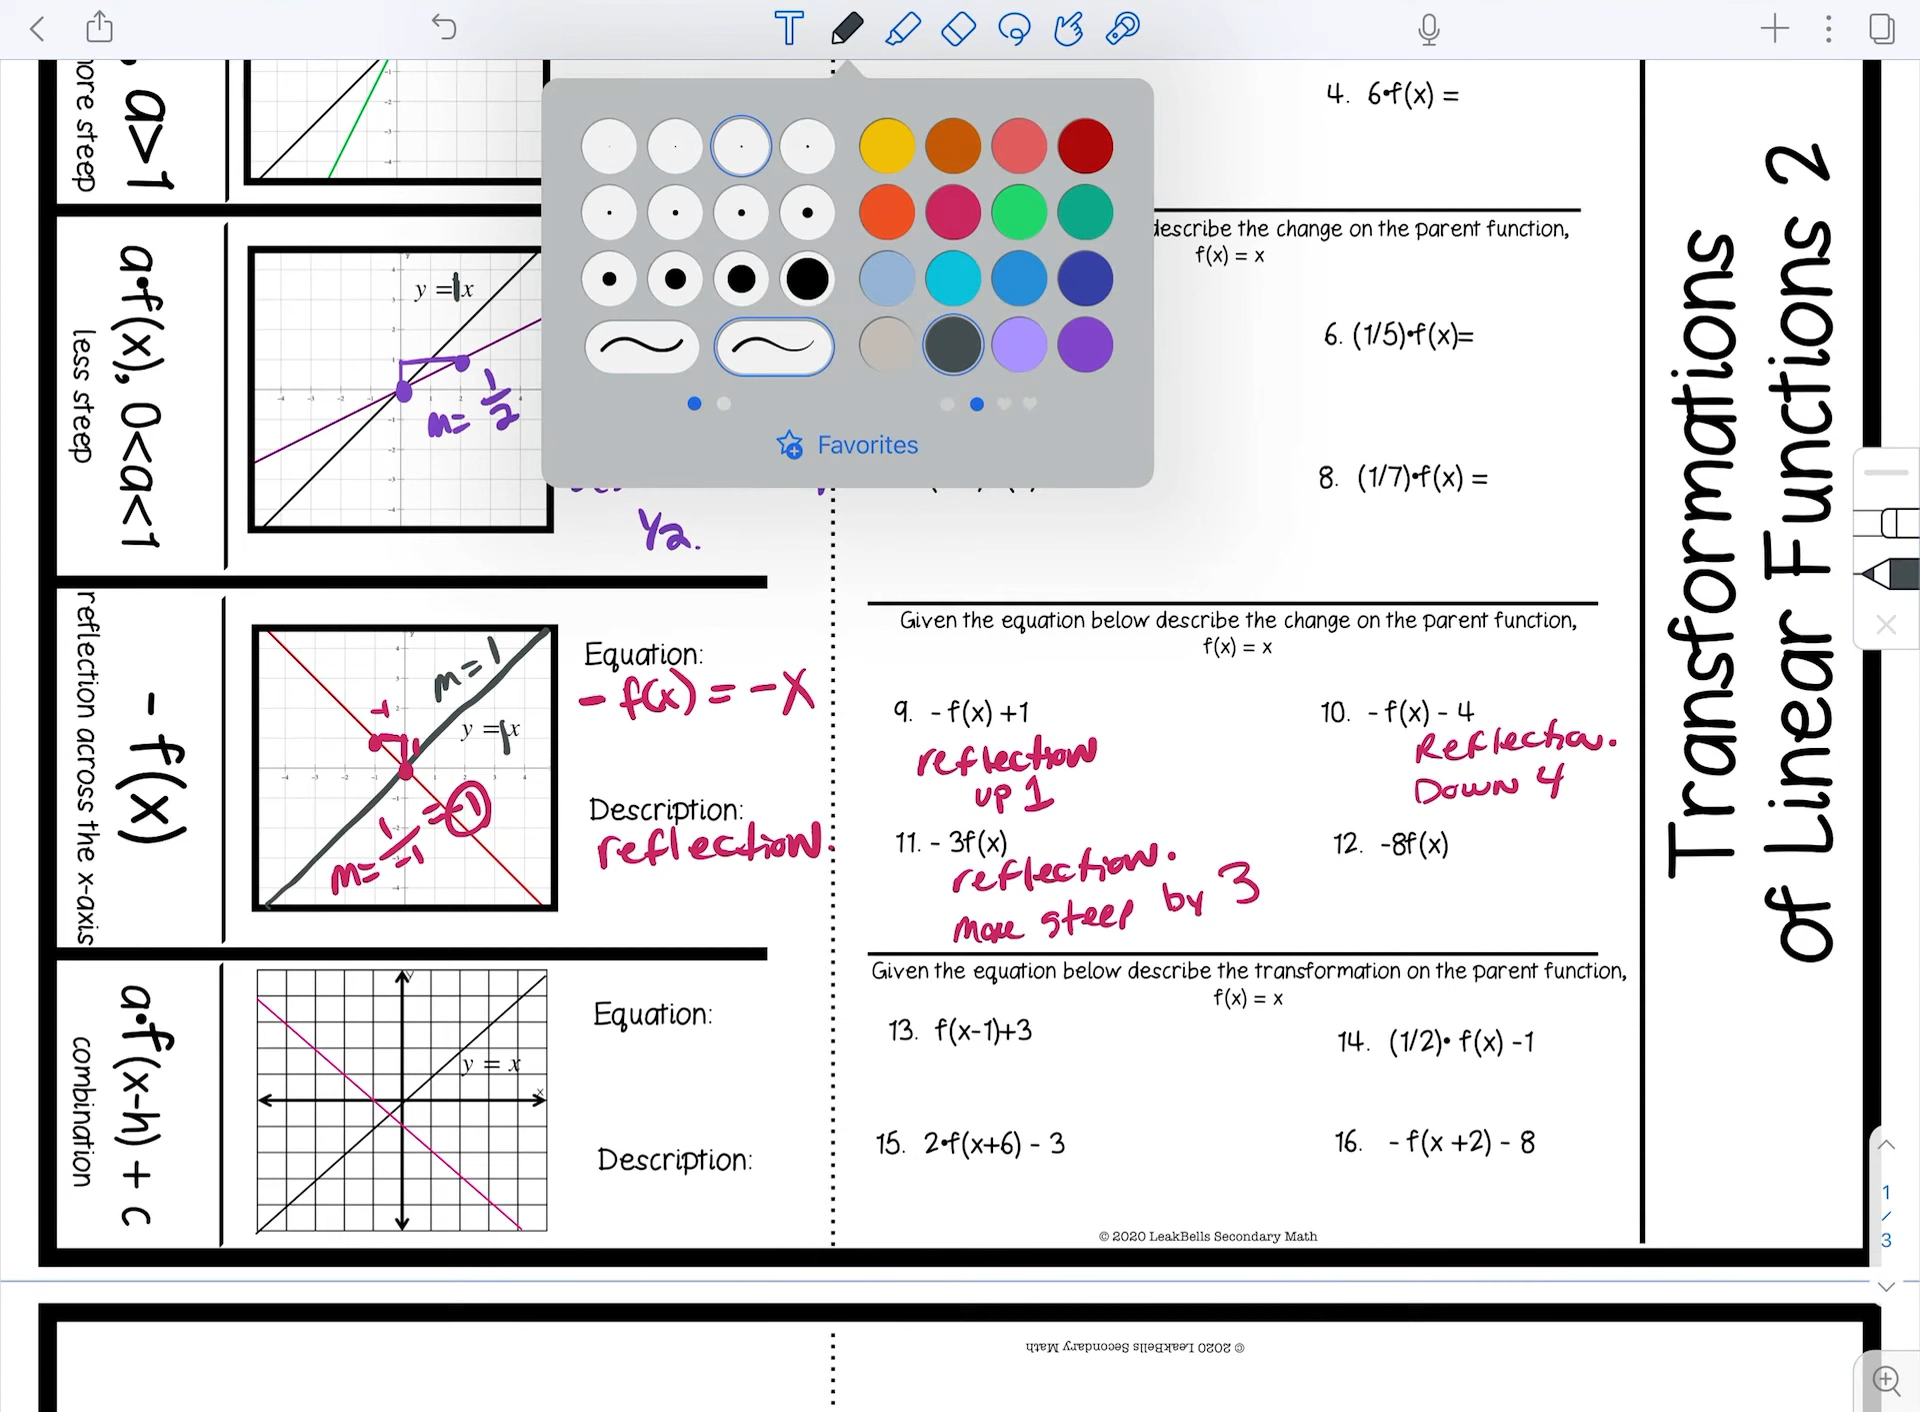 Favorites
more steep
a>1
4. 6•f(x) =
a•f(x), 0<a<1
less steep
y = 1x
m= 1/2
1/2.
describe the change on the parent function,
f(x) = x
6. (1/5)•f(x)=
8. (1/7)•f(x) =
reflection across the x-axis
- f(x)
m= 1
y = 1x
m= 1/-1 = -1
Equation:
- f(x) = -x
Description:
reflection.
Given the equation below describe the change on the parent function,
f(x) = x
9. - f(x) +1
reflection
up 1
10. - f(x) - 4
Reflection.
Down 4
11. - 3f(x)
reflection.
more steep by 3
12. -8f(x)
a•f(x-h) + c
combination
y = x
x
Equation:
Description:
Given the equation below describe the transformation on the parent function,
f(x) = x
13. f(x-1)+3
14. (1/2)• f(x) -1
15. 2•f(x+6) - 3
16. - f(x +2) - 8
© 2020 LeakBells Secondary Math
Transformations
of Linear Functions 2
1
/
3
© 2020 LeakBells Secondary Math